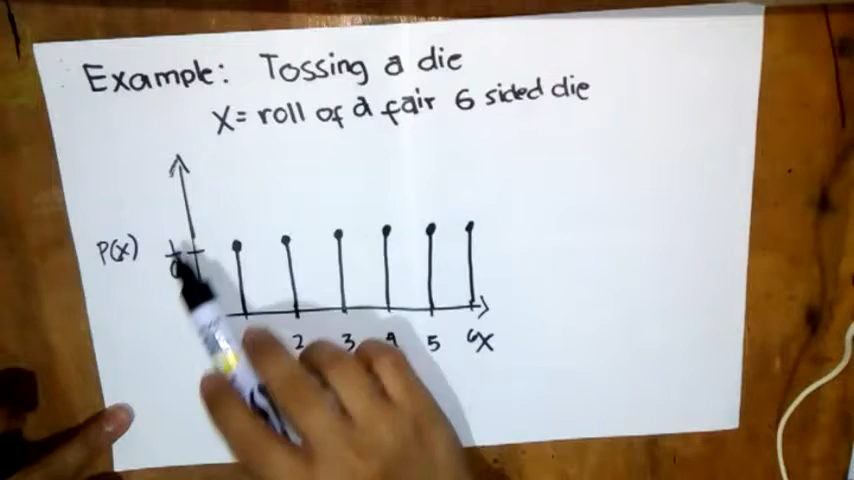 Example: Tossing a die
X= roll of a fair 6 sided die
P(x)
2 3 4 5 6 X